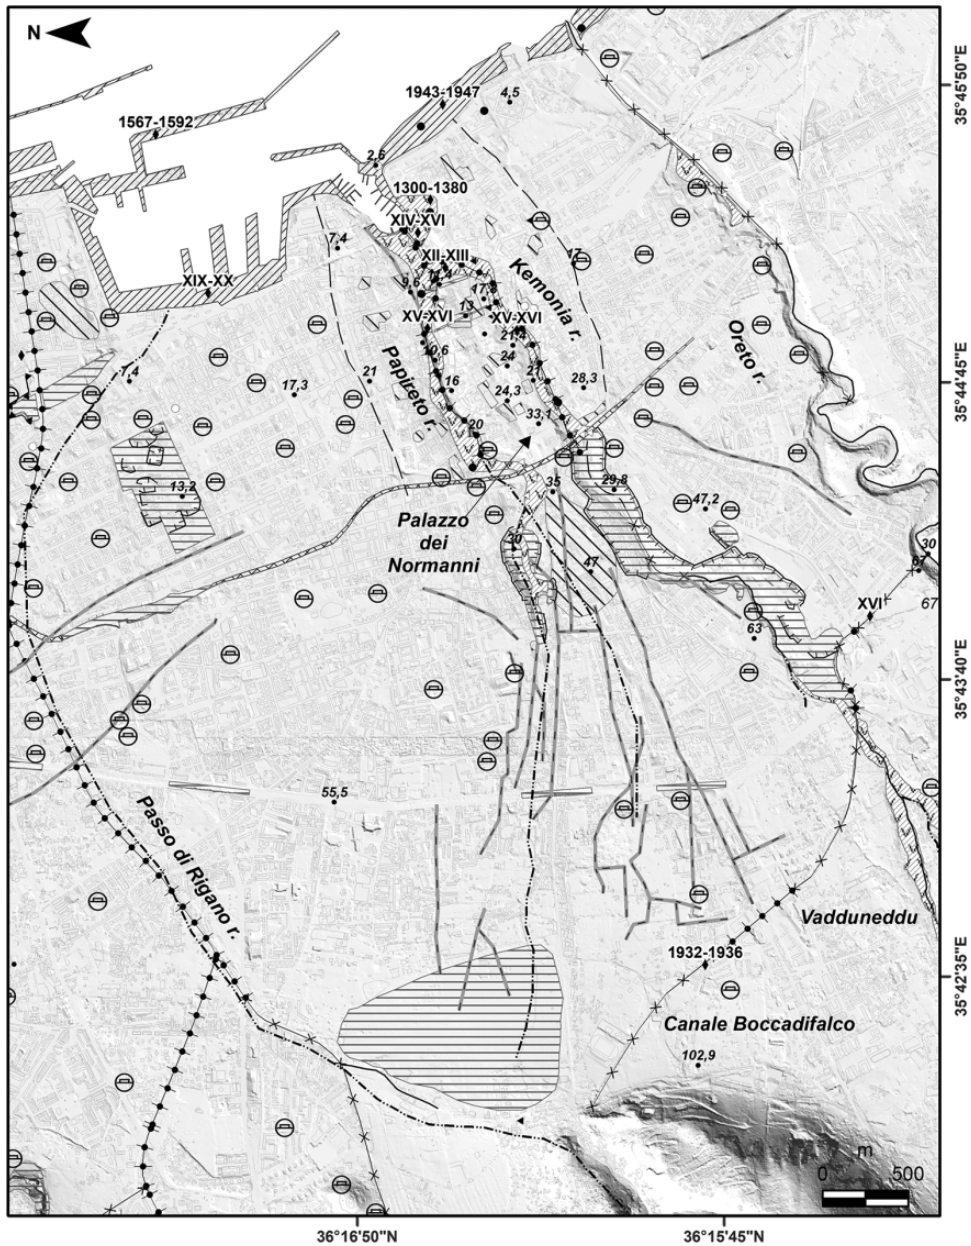 N
1943-1947
4,5
1567-1592
2,6
1300-1380
XIV-XVI
7,4
XII-XIII
17
Kemonia r.
9,6
XIX-XX
13
XV-XVI
XV-XVI
21,4
Oreto r.
10,6
24
7,4
21
17,3
Papireto r.
16
28,3
24,3
33,1
20
35
29,8
13,2
47,2
Palazzo
dei
Normanni
30
30
47
67
XVI
67
63
55,5
Passo di Rigano r.
Vadduneddu
1932-1936
Canale Boccadifalco
102,9
0 m 500
35°45'50"E
35°44'45"E
35°43'40"E
35°42'35"E
36°16'50"N
36°15'45"N